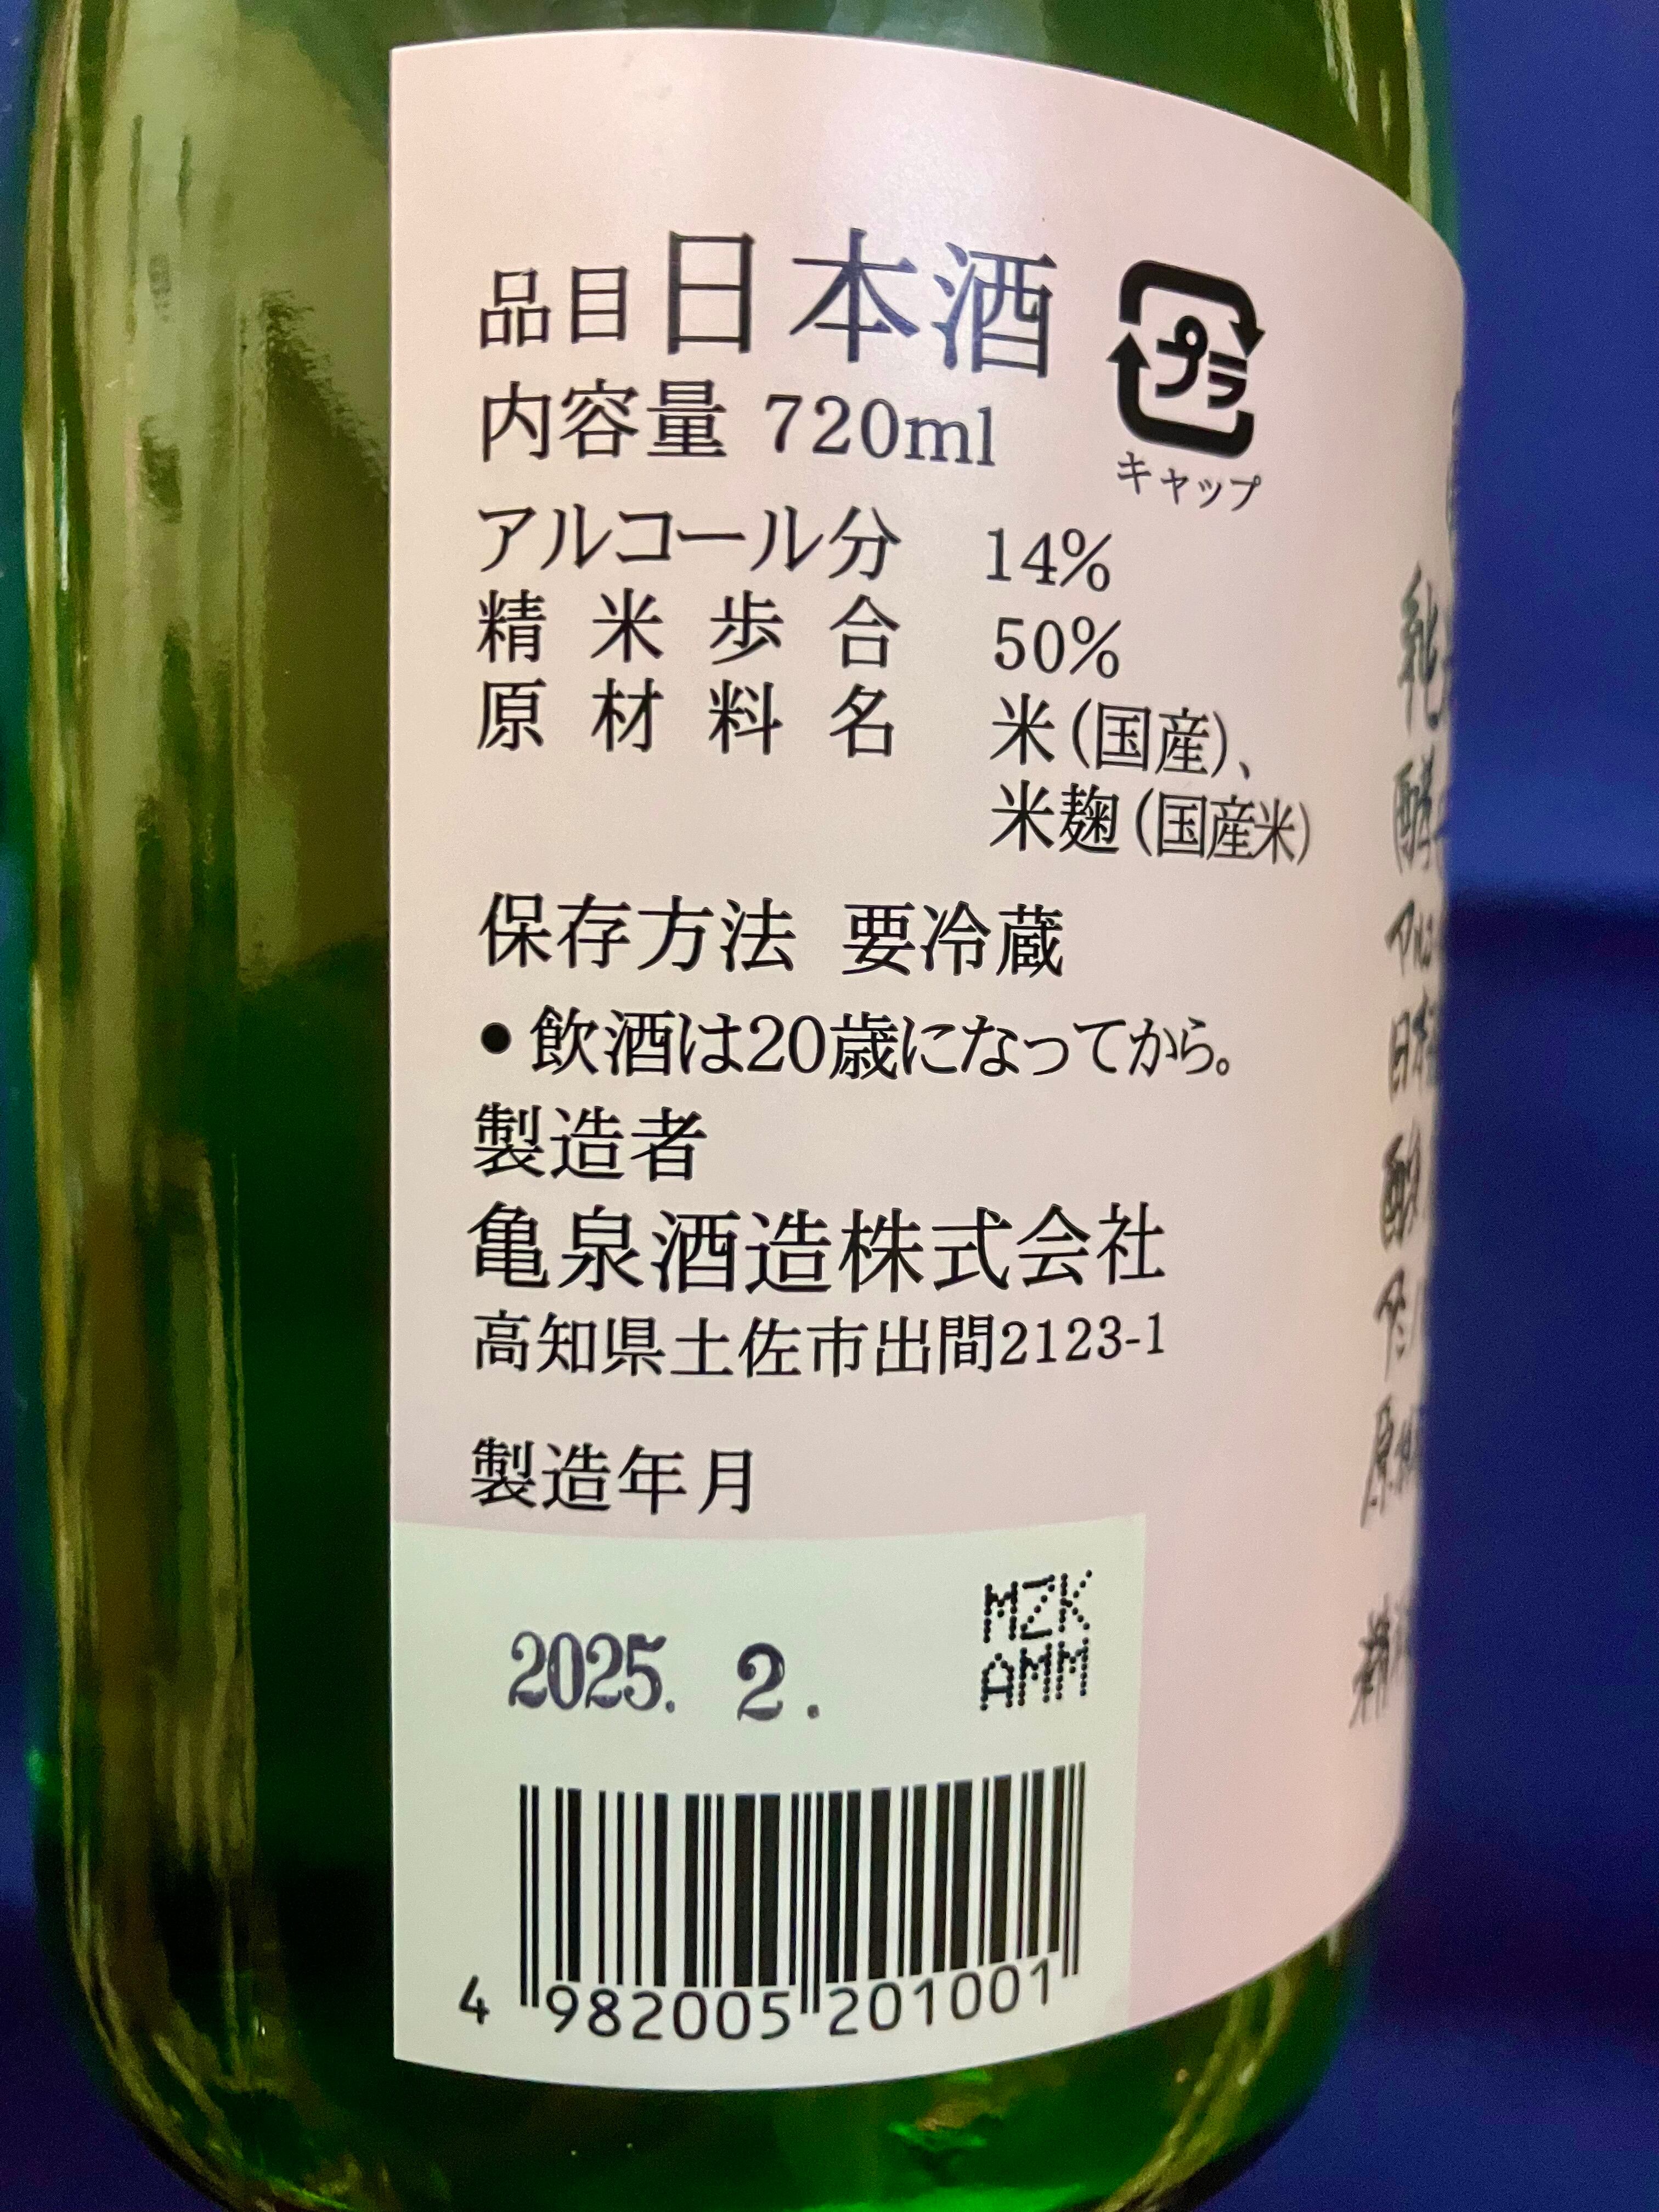 品目 日本酒
プラ
キャップ
内容量 720ml
アルコール分 14%
精米歩合 50%
原材料名 米(国産)、
米麹(国産米)
保存方法 要冷蔵
●飲酒は20歳になってから。
製造者
亀泉酒造株式会社
高知県土佐市出間2123-1
製造年月
2025. 2.
MZK
AMM
4 982005 201001